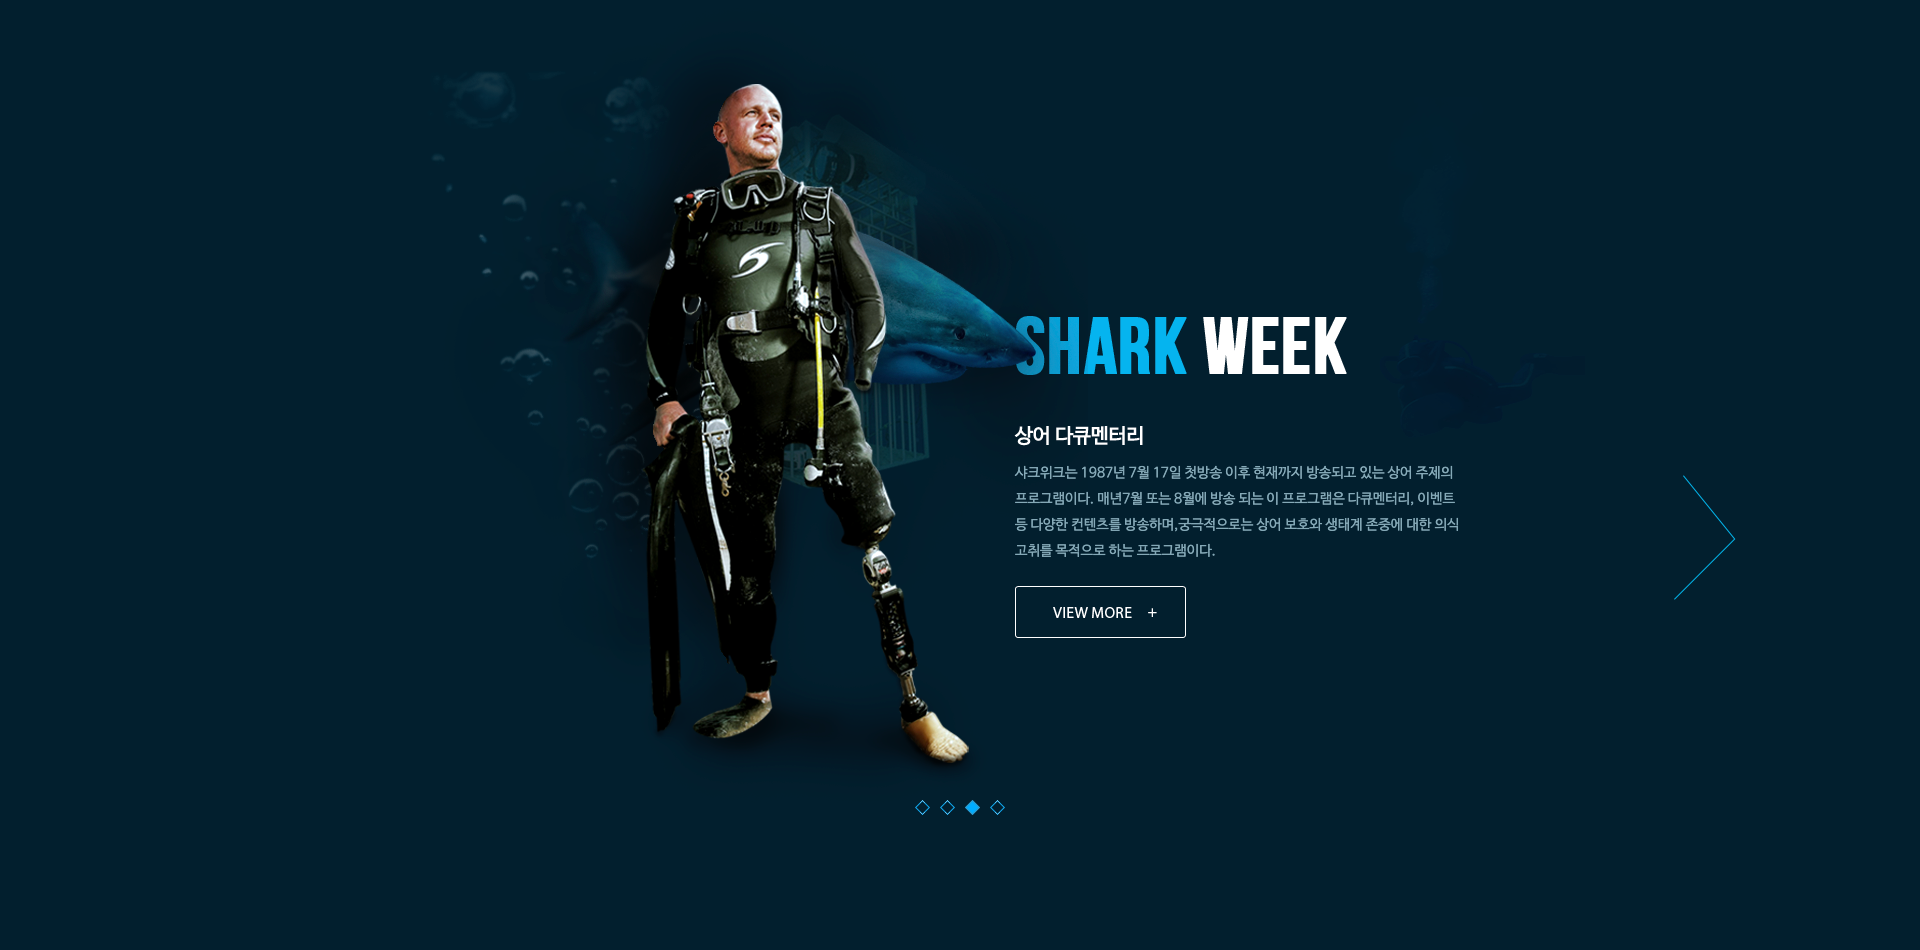 SHARK WEEK
상어 다큐멘터리
샤크위크는 1987년 7월 17일 첫방송 이후 현재까지 방송되고 있는 상어 주제의
프로그램이다. 매년7월 또는 8월에 방송 되는 이 프로그램은 다큐멘터리, 이벤트
등 다양한 컨텐츠를 방송하며,궁극적으로는 상어 보호와 생태계 존중에 대한 의식
고취를 목적으로 하는 프로그램이다.
VIEW MORE +